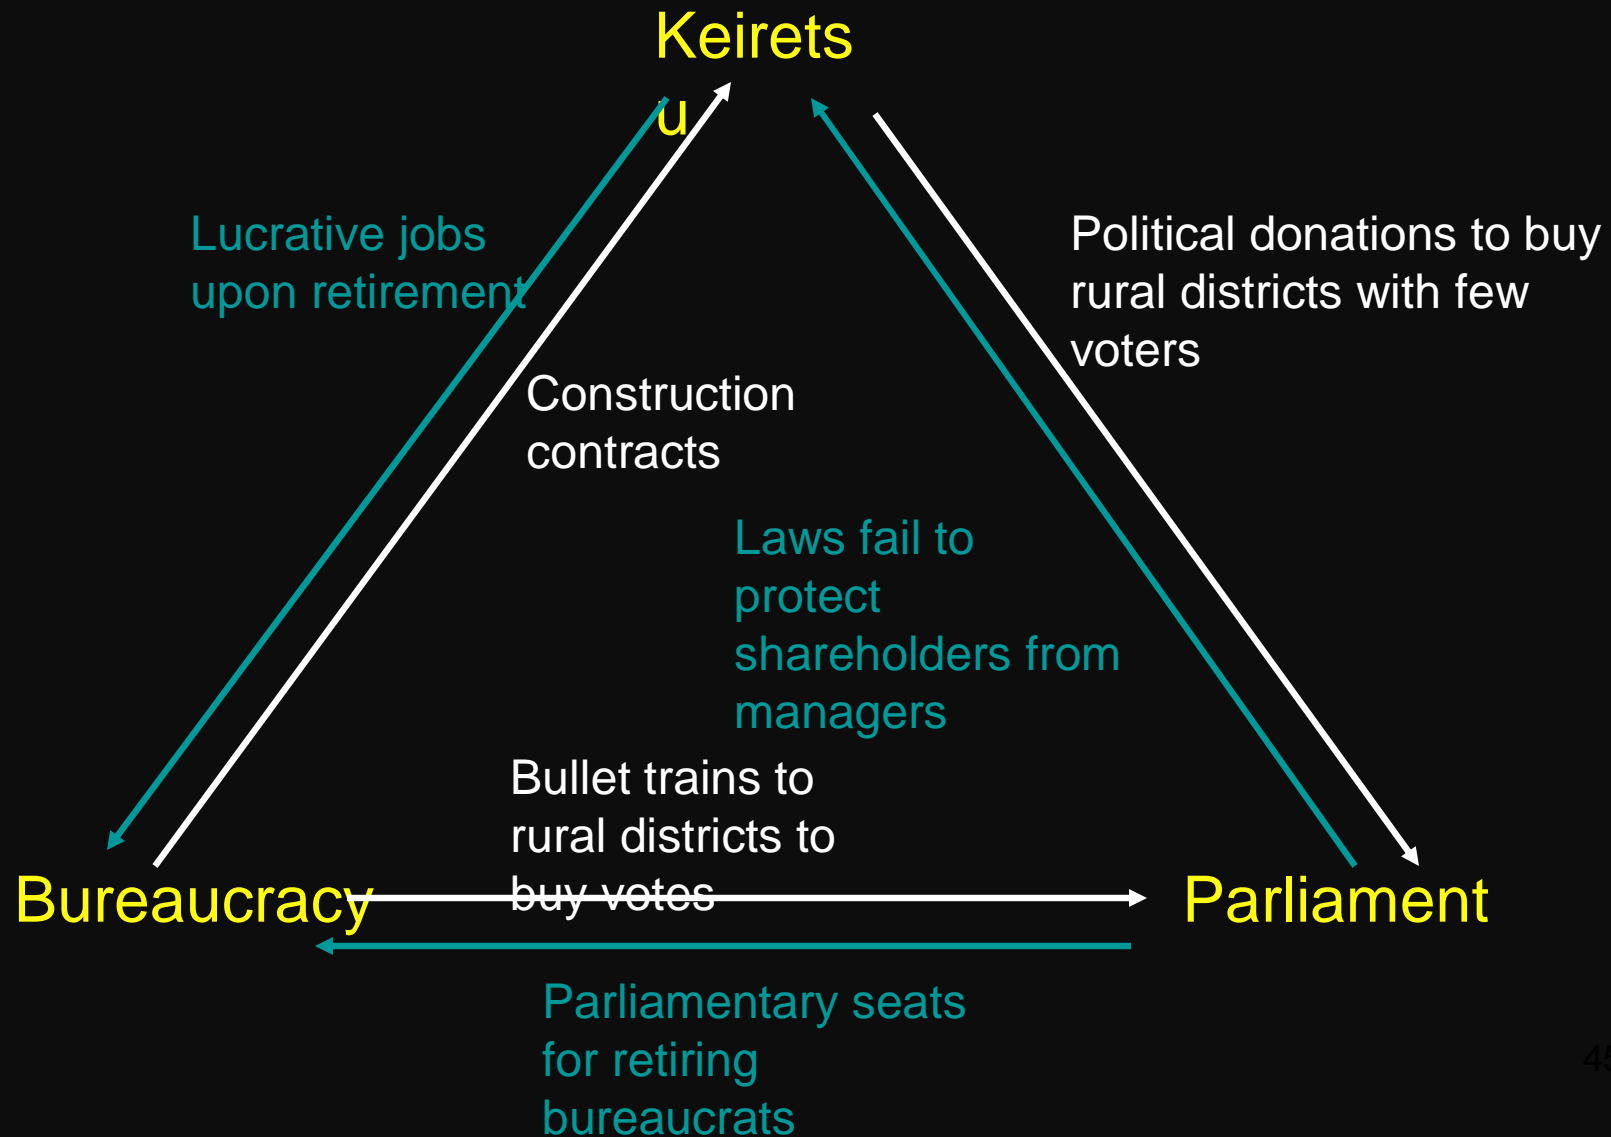 Keirets
u
Lucrative jobs
upon retirement
Political donations to buy
rural districts with few
voters
Construction
contracts
Laws fail to
protect
shareholders from
managers
Bullet trains to
rural districts to
buy votes
Bureaucracy
Parliament
Parliamentary seats
for retiring
bureaucrats
45